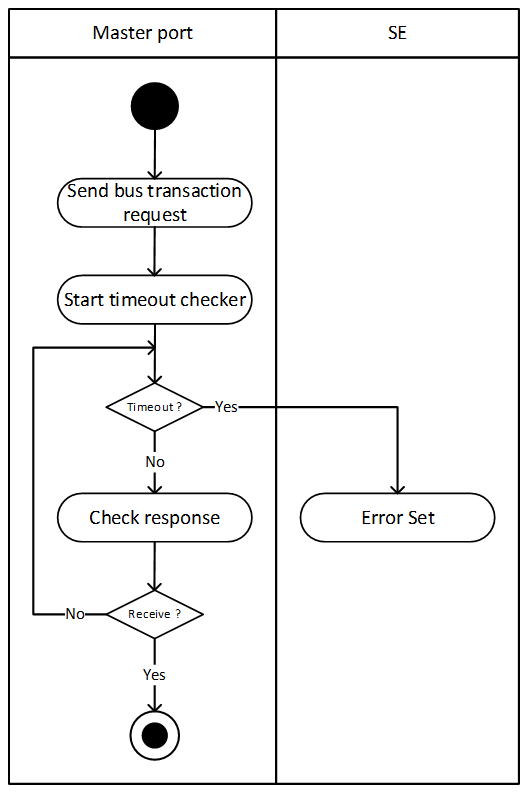 Master port
SE
Send bus transaction
request
Start timeout checker
Timeout ?
Yes
No
Check response
Error Set
Receive ?
No
Yes